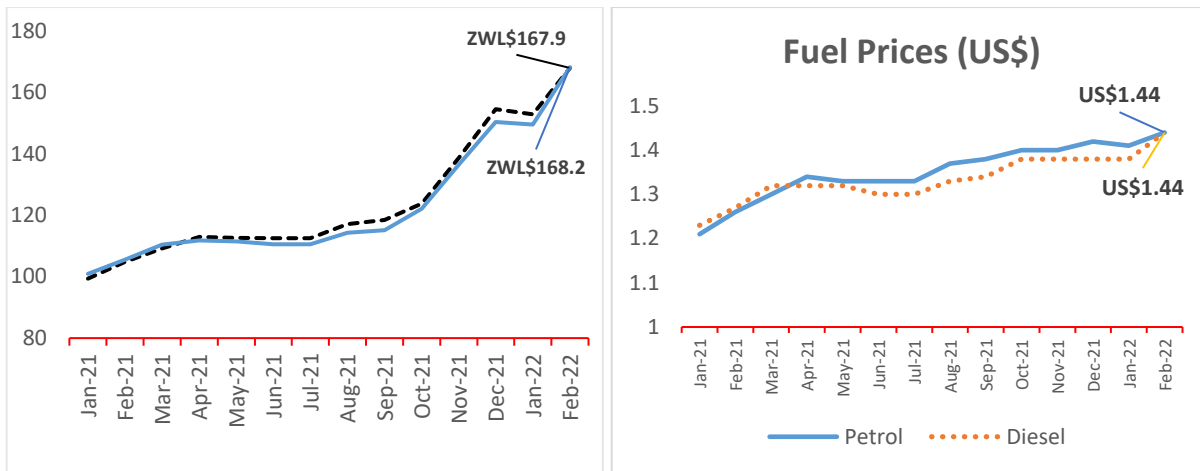 180
160
140
120
100
80
ZWL$167.9
ZWL$168.2
Jan-21
Feb-21
Mar-21
Apr-21
May-21
Jun-21
Jul-21
Aug-21
Sep-21
Oct-21
Nov-21
Dec-21
Jan-22
Feb-22
Fuel Prices (US$)
1.5
1.4
1.3
1.2
1.1
1
US$1.44
US$1.44
Jan-21
Feb-21
Mar-21
Apr-21
May-21
Jun-21
Jul-21
Aug-21
Sep-21
Oct-21
Nov-21
Dec-21
Jan-22
Feb-22
Petrol Diesel